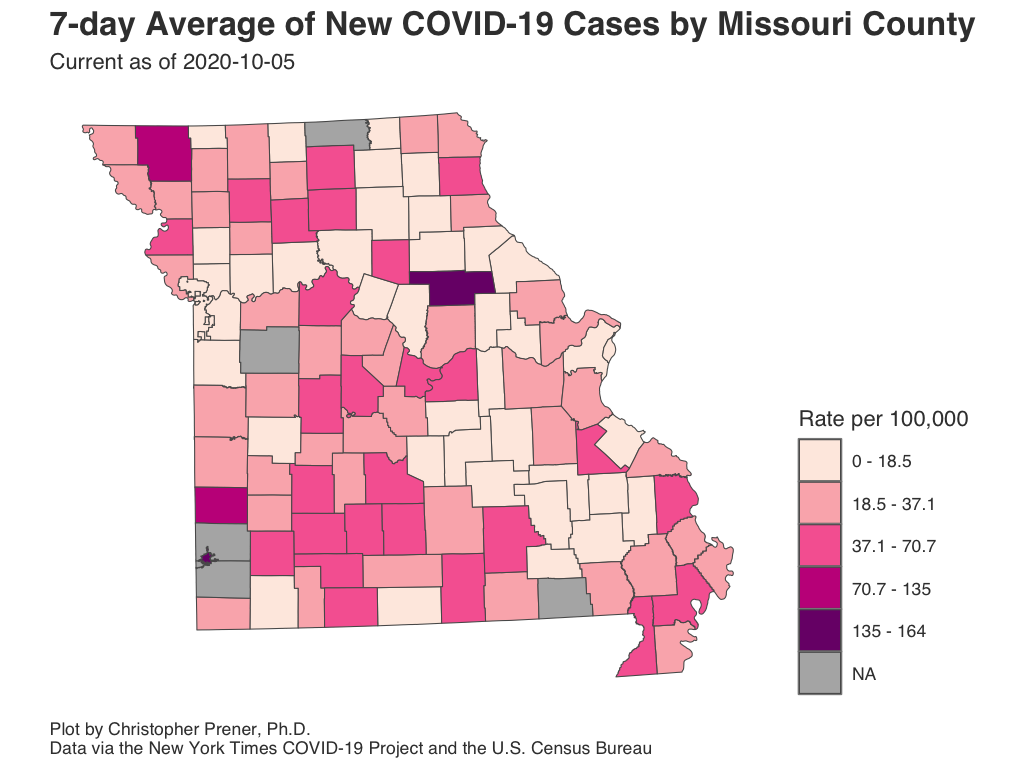 7-day Average of New COVID-19 Cases by Missouri County
Current as of 2020-10-05
Rate per 100,000
0 - 18.5
18.5 - 37.1
37.1 - 70.7
70.7 - 135
135 - 164
NA
Plot by Christopher Prener, Ph.D.
Data via the New York Times COVID-19 Project and the U.S. Census Bureau